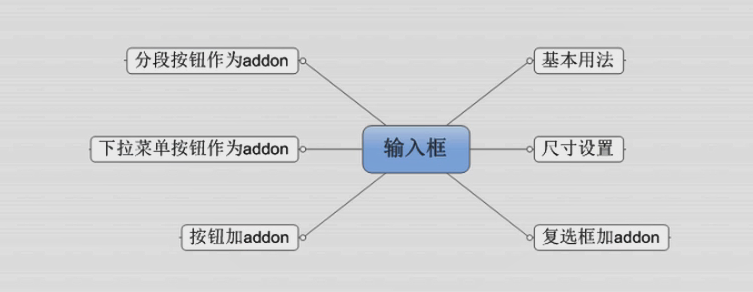 分段按钮作为addon
基本用法
下拉菜单按钮作为addon
输入框
尺寸设置
按钮加addon
复选框加addon